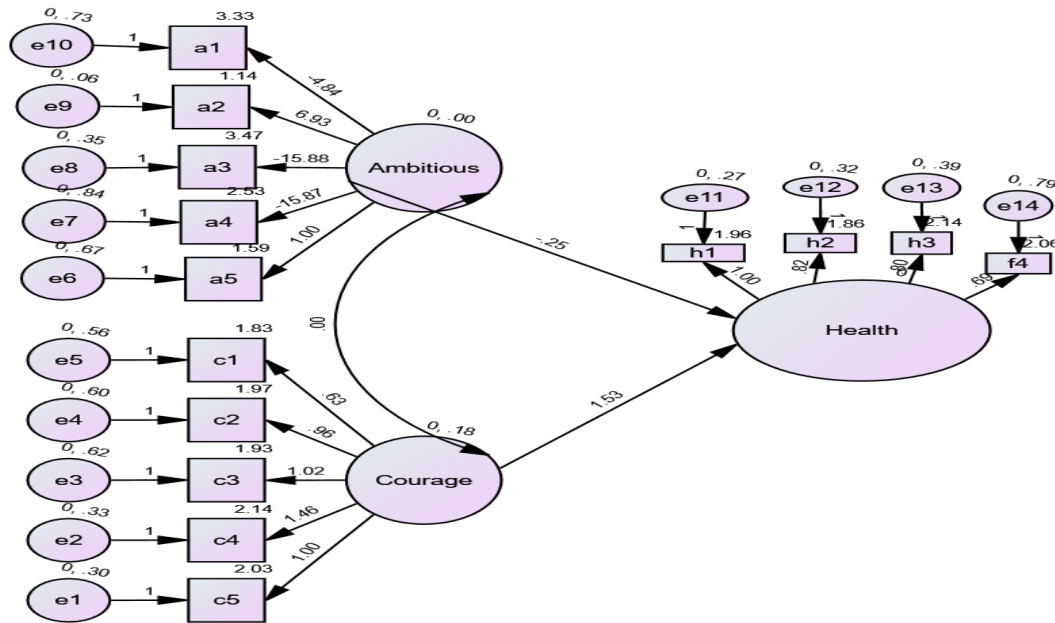 0, .73
e10
1
3.33
a1
-4.84
0, .06
e9
1
1.14
a2
6.93
0, .35
e8
1
3.47
a3
-15.88
0, .84
e7
1
2.53
a4
-15.87
0, .67
e6
1
1.59
a5
1.00
0, .00
Ambitious
-.25
.00
0, .56
e5
1
1.83
c1
.63
0, .60
e4
1
1.97
c2
.96
0, .62
e3
1
1.93
c3
1.02
0, .33
e2
1
2.14
c4
1.46
0, .30
e1
1
2.03
c5
1.00
0, .18
Courage
1.53
0, .27
e11
1
1.96
h1
1.00
0, .32
e12
1
1.86
h2
.82
0, .39
e13
1
2.14
h3
.80
0, .79
e14
1
2.06
f4
.69
Health